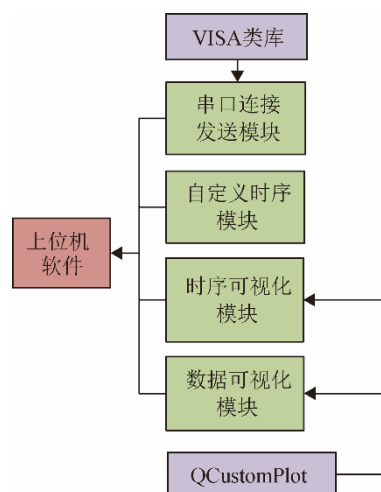 VISA类库
串口连接
发送模块
自定义时序
模块
上位机
软件
时序可视化
模块
数据可视化
模块
QCustomPlot